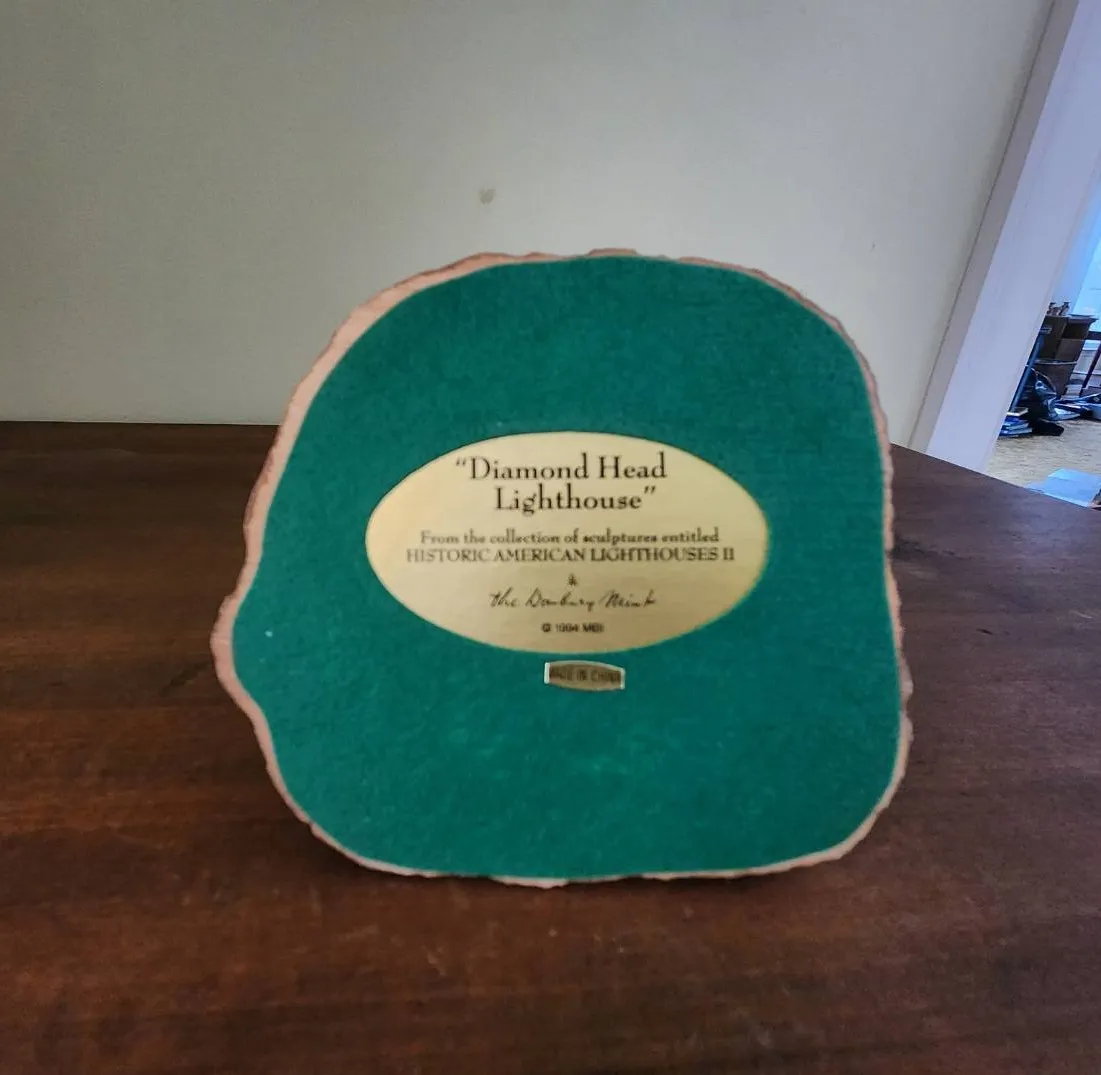 “Diamond Head
Lighthouse”
From the collection of sculptures entitled
HISTORIC AMERICAN LIGHTHOUSES II
The Danbury Mint
© 1994 MBI
MADE IN CHINA